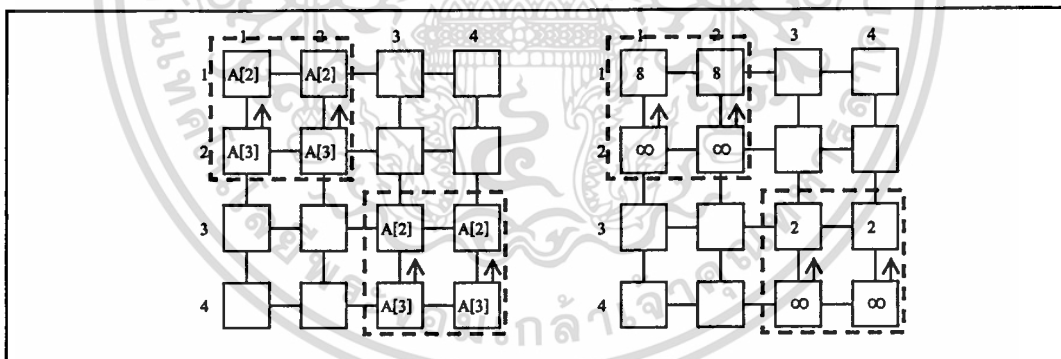 1 2 3 4 1 2 3 4
1 A[2] A[2] 1 8 8
2 A[3] A[3] 2 ∞ ∞
3 A[2] A[2] 3 2 2
4 A[3] A[3] 4 ∞ ∞